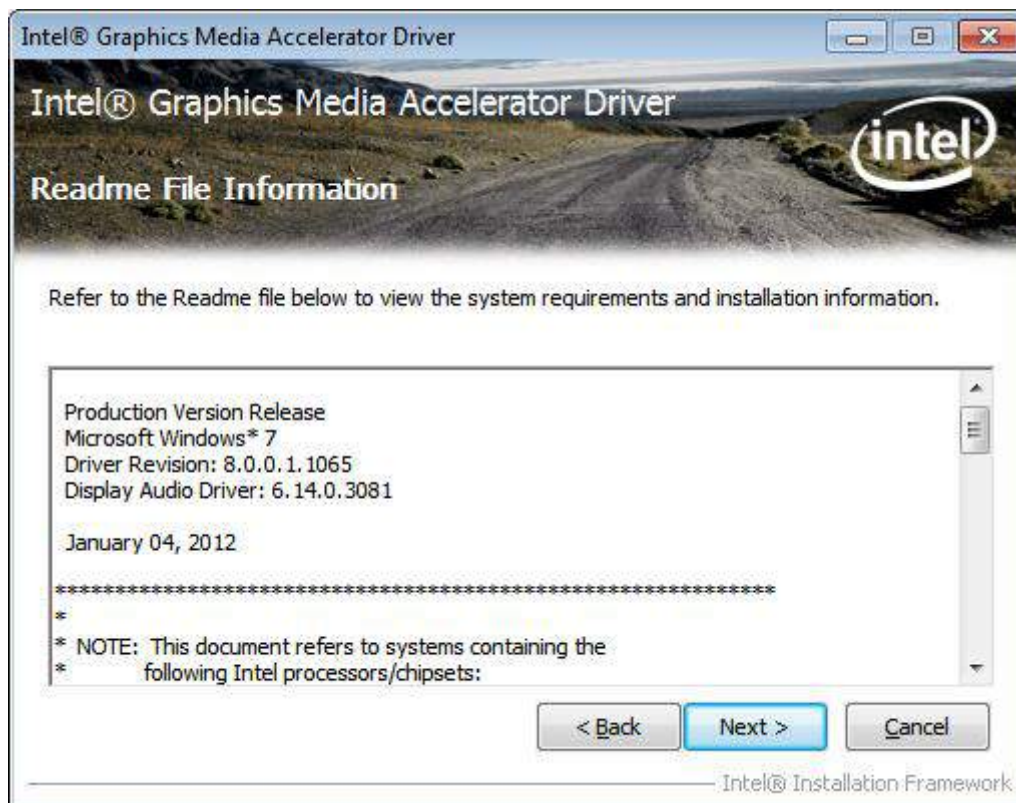 Intel® Graphics Media Accelerator Driver
Intel® Graphics Media Accelerator Driver
intel
Readme File Information
Refer to the Readme file below to view the system requirements and installation information.
Production Version Release
Microsoft Windows* 7
Driver Revision: 8.0.0.1.1065
Display Audio Driver: 6.14.0.3081
January 04, 2012
************************************************************
*
* NOTE: This document refers to systems containing the
* following Intel processors/chipsets:
< Back
Next >
Cancel
Intel® Installation Framework